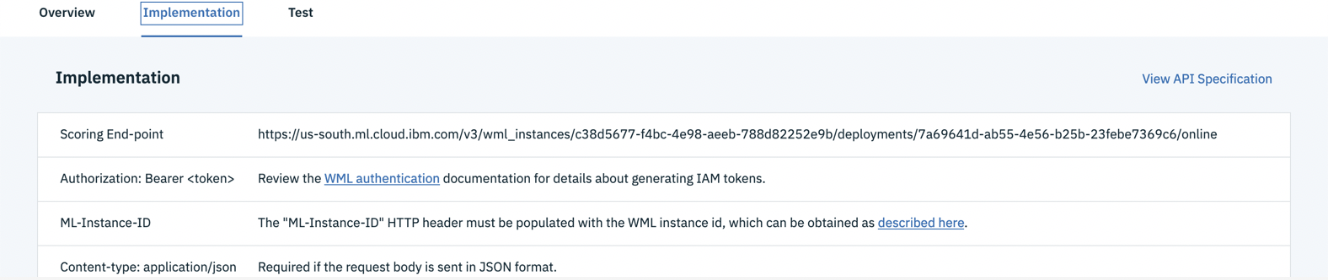 Overview Implementation Test
Implementation View API Specification
Scoring End-point https://us-south.ml.cloud.ibm.com/v3/wml_instances/c38d5677-f4bc-4e98-aeeb-788d82252e9b/deployments/7a69641d-ab55-4e56-b25b-23febe7369c6/online
Authorization: Bearer <token> Review the WML authentication documentation for details about generating IAM tokens.
ML-Instance-ID The "ML-Instance-ID" HTTP header must be populated with the WML instance id, which can be obtained as described here.
Content-type: application/json Required if the request body is sent in JSON format.